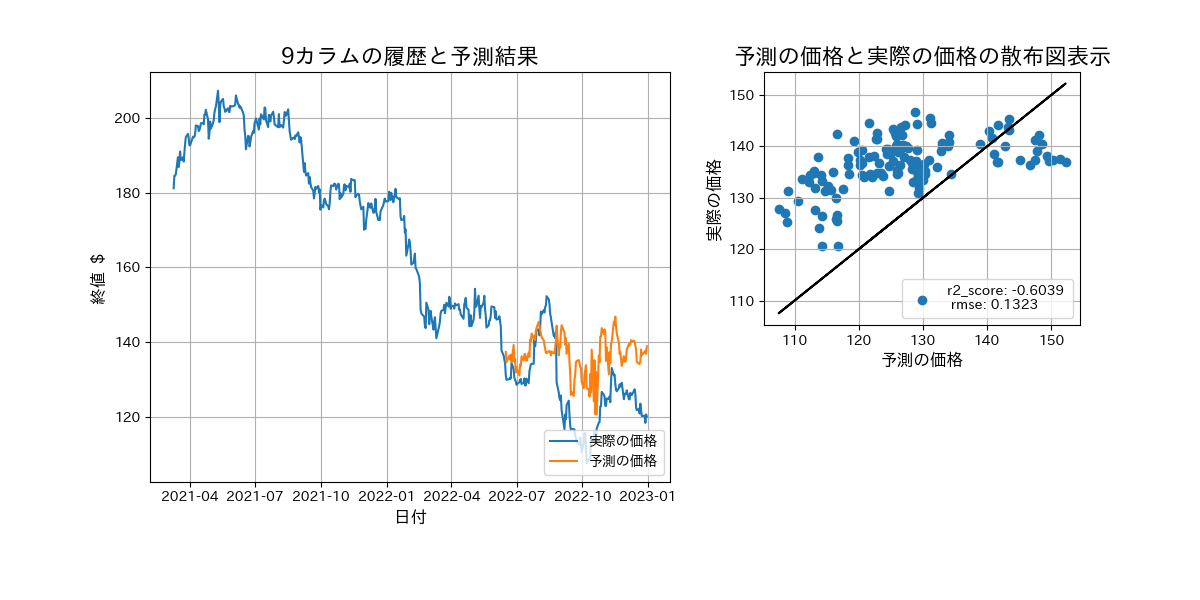 9カラムの履歴と予測結果
200
180
160
140
120
終値 $
2021-04 2021-07 2021-10 2022-01 2022-04 2022-07 2022-10 2023-01
日付
実際の価格
予測の価格
予測の価格と実際の価格の散布図表示
150
140
130
120
110
実際の価格
110 120 130 140 150
予測の価格
r2_score: -0.6039
rmse: 0.1323